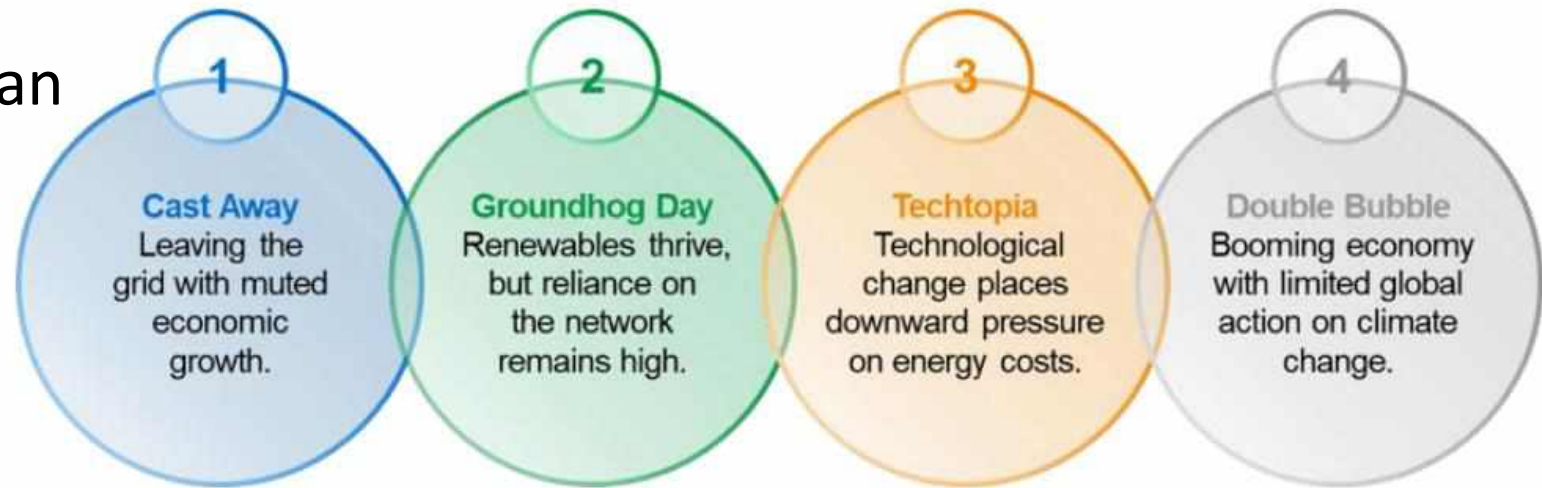 an
1
Cast Away
Leaving the
grid with muted
economic
growth.
2
Groundhog Day
Renewables thrive,
but reliance on
the network
remains high.
3
Techtopia
Technological
change places
downward pressure
on energy costs.
4
Double Bubble
Booming economy
with limited global
action on climate
change.